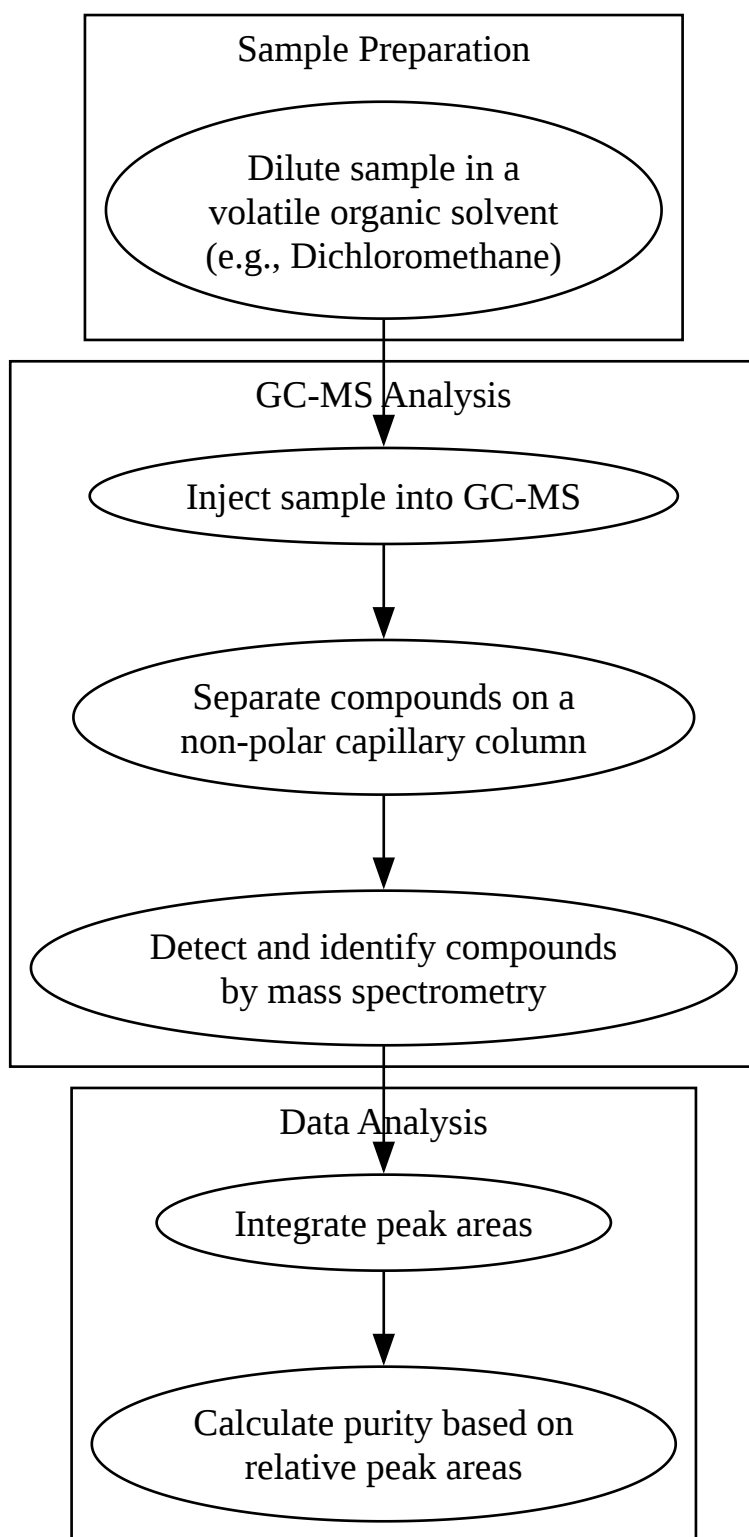 Sample Preparation
Dilute sample in a
volatile organic solvent
(e.g., Dichloromethane)
GC-MS Analysis
Inject sample into GC-MS
Separate compounds on a
non-polar capillary column
Detect and identify compounds
by mass spectrometry
Data Analysis
Integrate peak areas
Calculate purity based on
relative peak areas